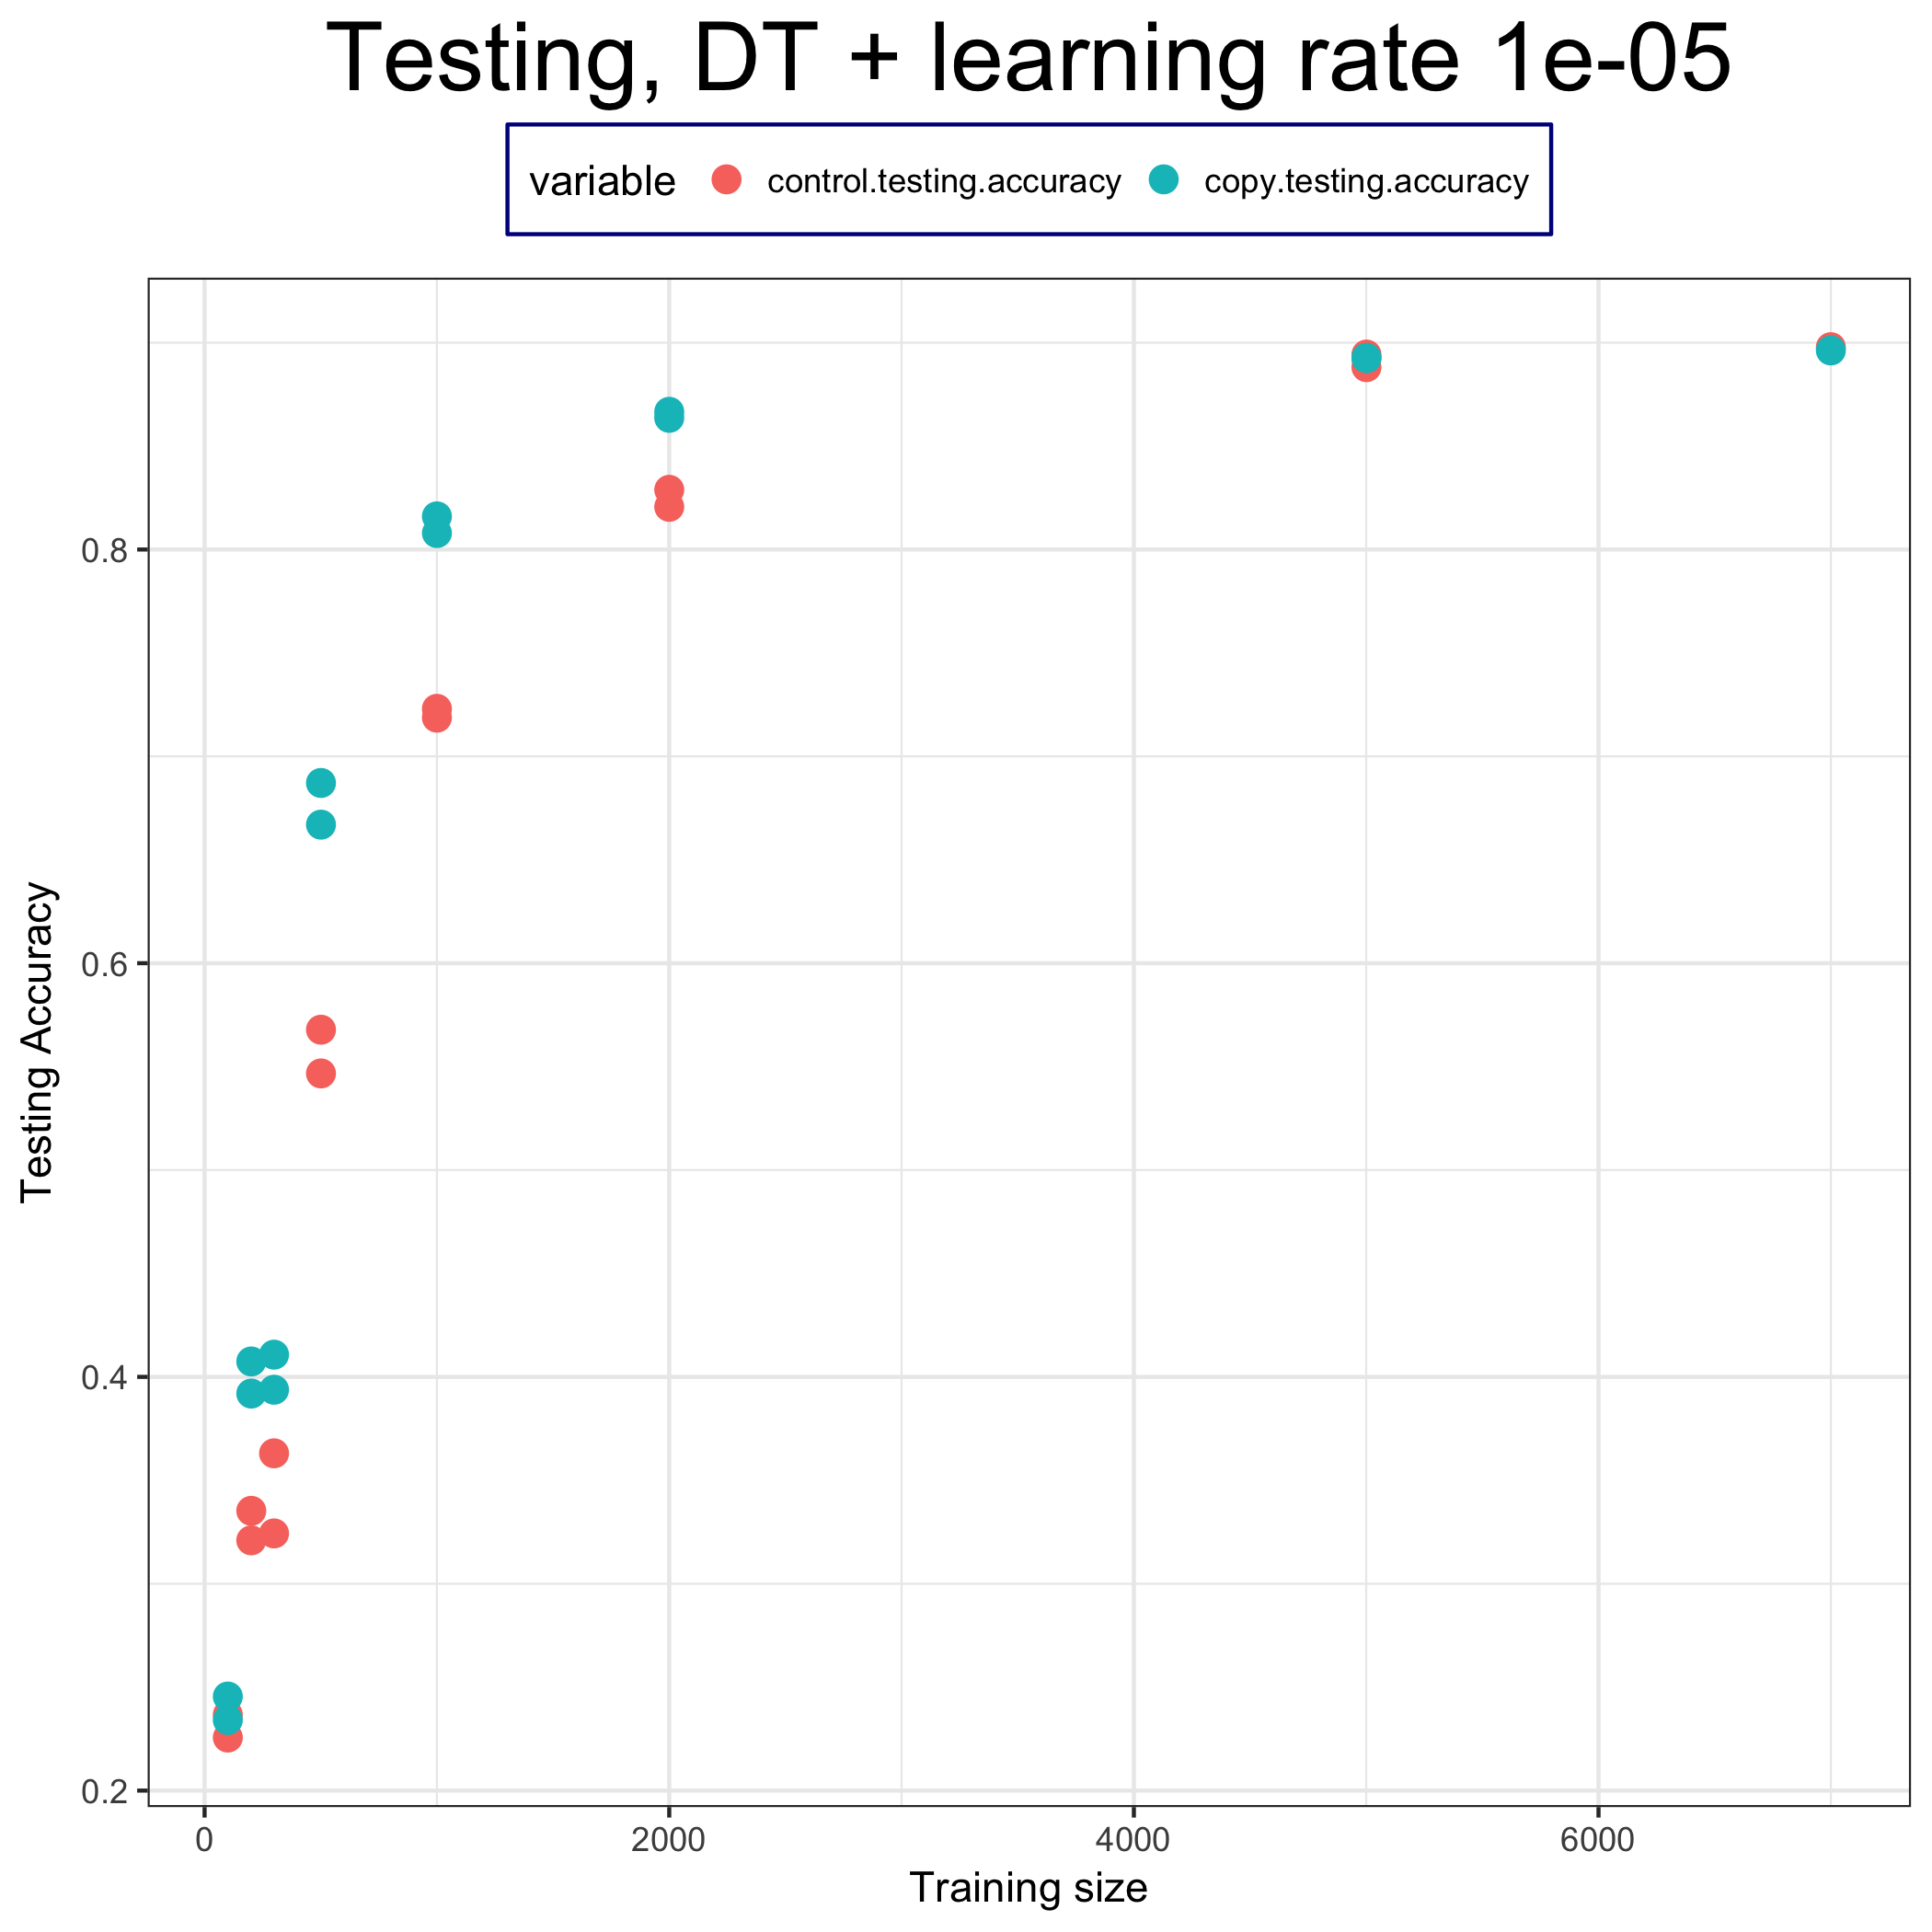 Testing, DT + learning rate 1e-05
variable control.testing.accuracy copy.testing.accuracy
Testing Accuracy
0.8
0.6
0.4
0.2
0 2000 4000 6000
Training size